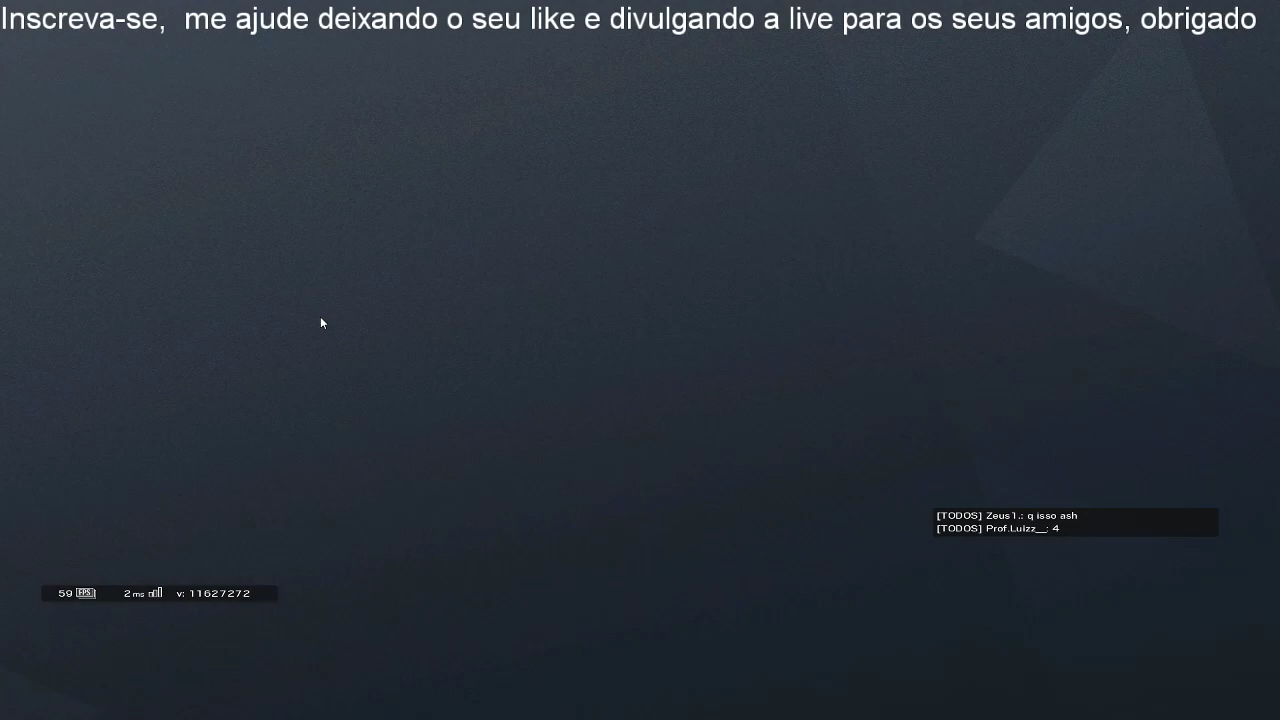 Inscreva-se,  me ajude deixando o seu like e divulgando a live para os seus amigos, obrigado
[TODOS] Zeus1.: q isso ash
[TODOS] Prof.Luizz__: 4
59 FPS 2 ms v: 11627272